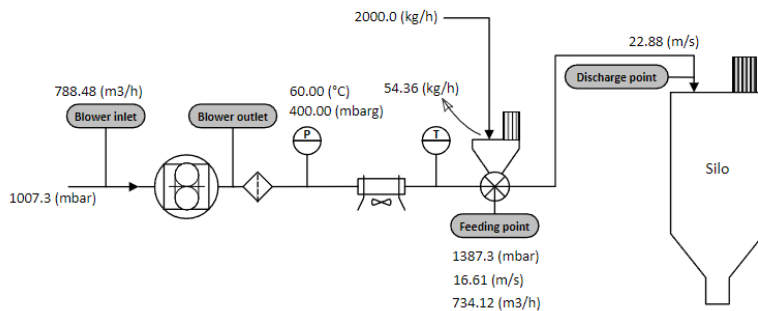 2000.0 (kg/h)
22.88 (m/s)
Discharge point
788.48 (m3/h)
60.00 (°C)
54.36 (kg/h)
400.00 (mbarg)
Blower inlet
Blower outlet
P
T
Silo
1007.3 (mbar)
Feeding point
1387.3 (mbar)
16.61 (m/s)
734.12 (m3/h)